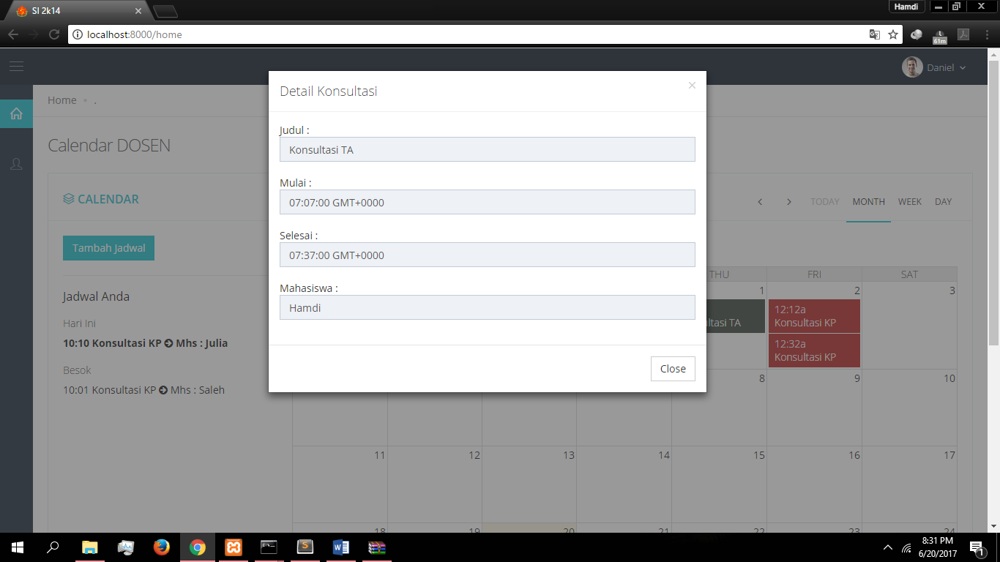 SI 2k14
Hamdi
localhost:8000/home
61m
Daniel
Home .
Calendar DOSEN
CALENDAR
Tambah Jadwal
Jadwal Anda
Hari Ini
10:10 Konsultasi KP Mhs : Julia
Besok
10:01 Konsultasi KP Mhs : Saleh
Detail Konsultasi
×
Judul :
Konsultasi TA
Mulai :
07:07:00 GMT+0000
Selesai :
07:37:00 GMT+0000
Mahasiswa :
Hamdi
Close
TODAY MONTH WEEK DAY
THU FRI SAT
1 2 3
12:12a
Konsultasi KP
ltasi TA
12:32a
Konsultasi KP
8 9 10
11 12 13 14 15 16 17
18 19 20 21 22 23 24
8:31 PM
6/20/2017
1